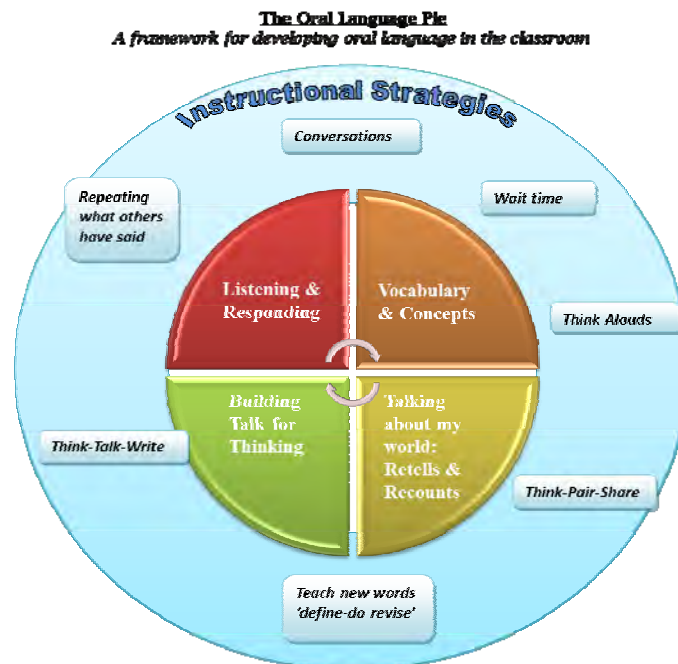 The Oral Language Pie
A framework for developing oral language in the classroom
Instructional Strategies
Conversations
Repeating
what others
have said
Wait time
Listening &
Responding
Vocabulary
& Concepts
Think Alouds
Building
Talk for
Thinking
Talking
about my
world:
Retells &
Recounts
Think-Talk-Write
Think-Pair-Share
Teach new words
'define-do revise'